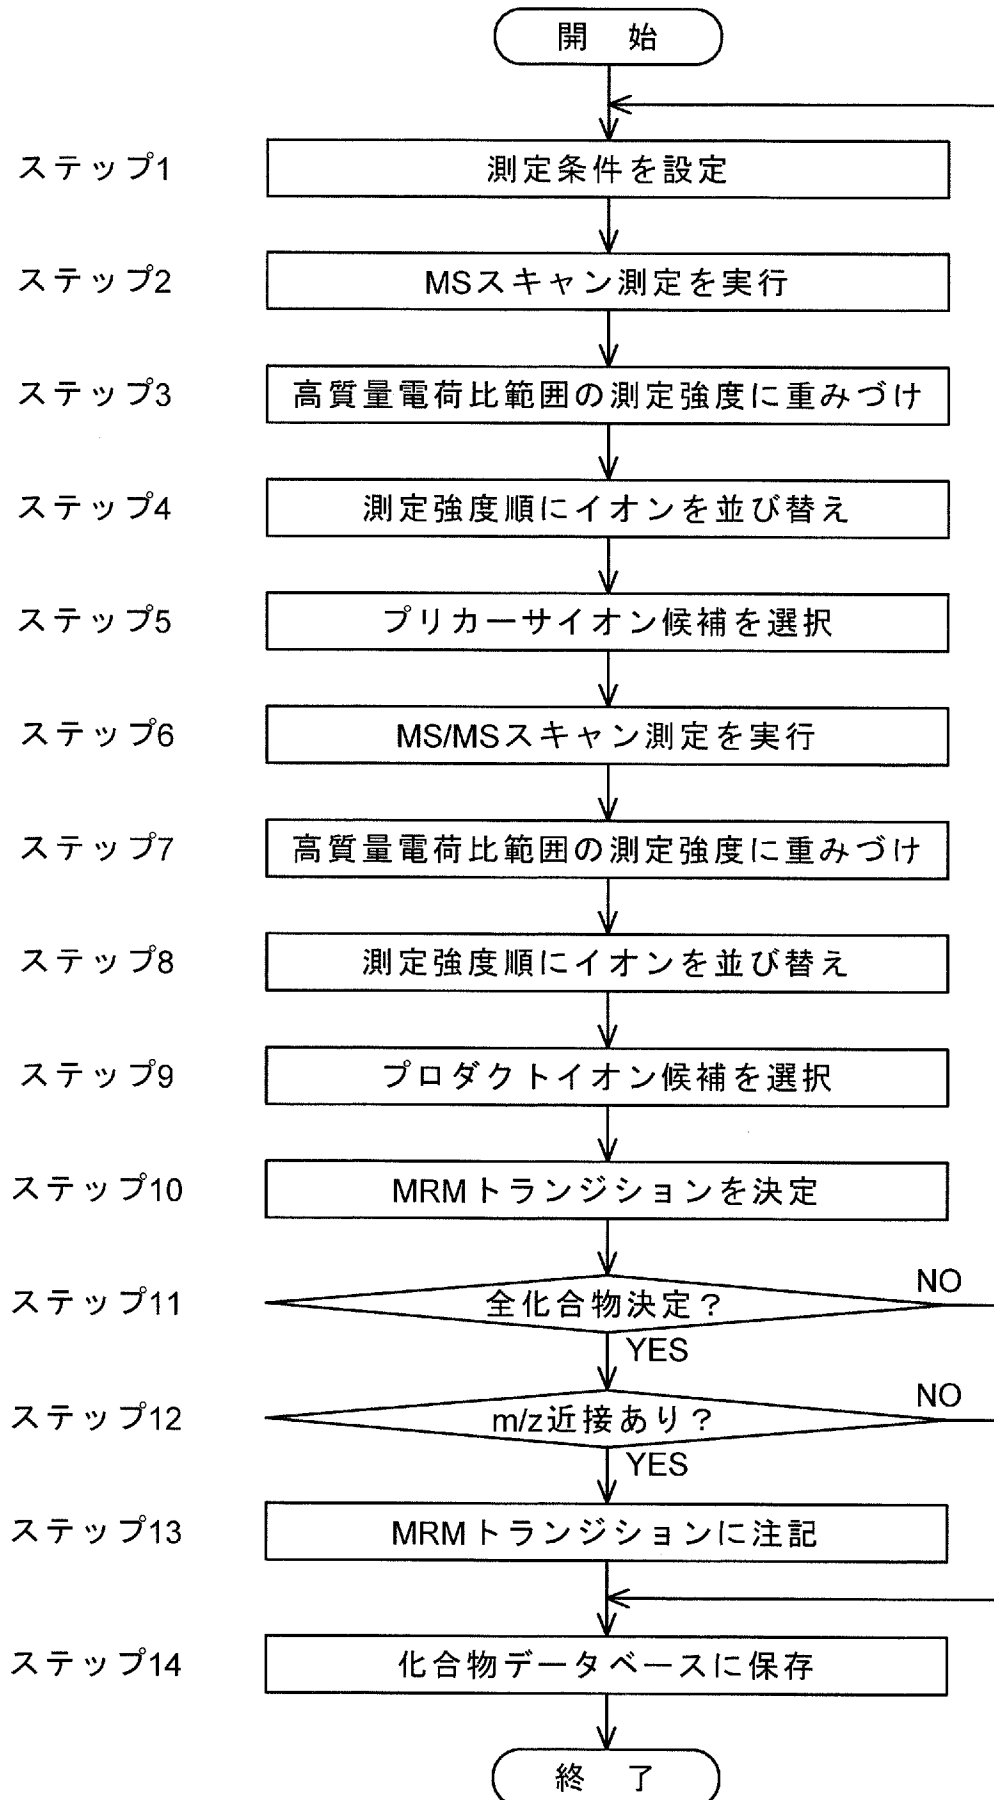 開 始
ステップ1 測定条件を設定
ステップ2 MSスキャン測定を実行
ステップ3 高質量電荷比範囲の測定強度に重みづけ
ステップ4 測定強度順にイオンを並び替え
ステップ5 プリカーサイオン候補を選択
ステップ6 MS/MSスキャン測定を実行
ステップ7 高質量電荷比範囲の測定強度に重みづけ
ステップ8 測定強度順にイオンを並び替え
ステップ9 プロダクトイオン候補を選択
ステップ10 MRMトランジションを決定
ステップ11 全化合物決定? NO
YES
ステップ12 m/z近接あり? NO
YES
ステップ13 MRMトランジションに注記
ステップ14 化合物データベースに保存
終 了